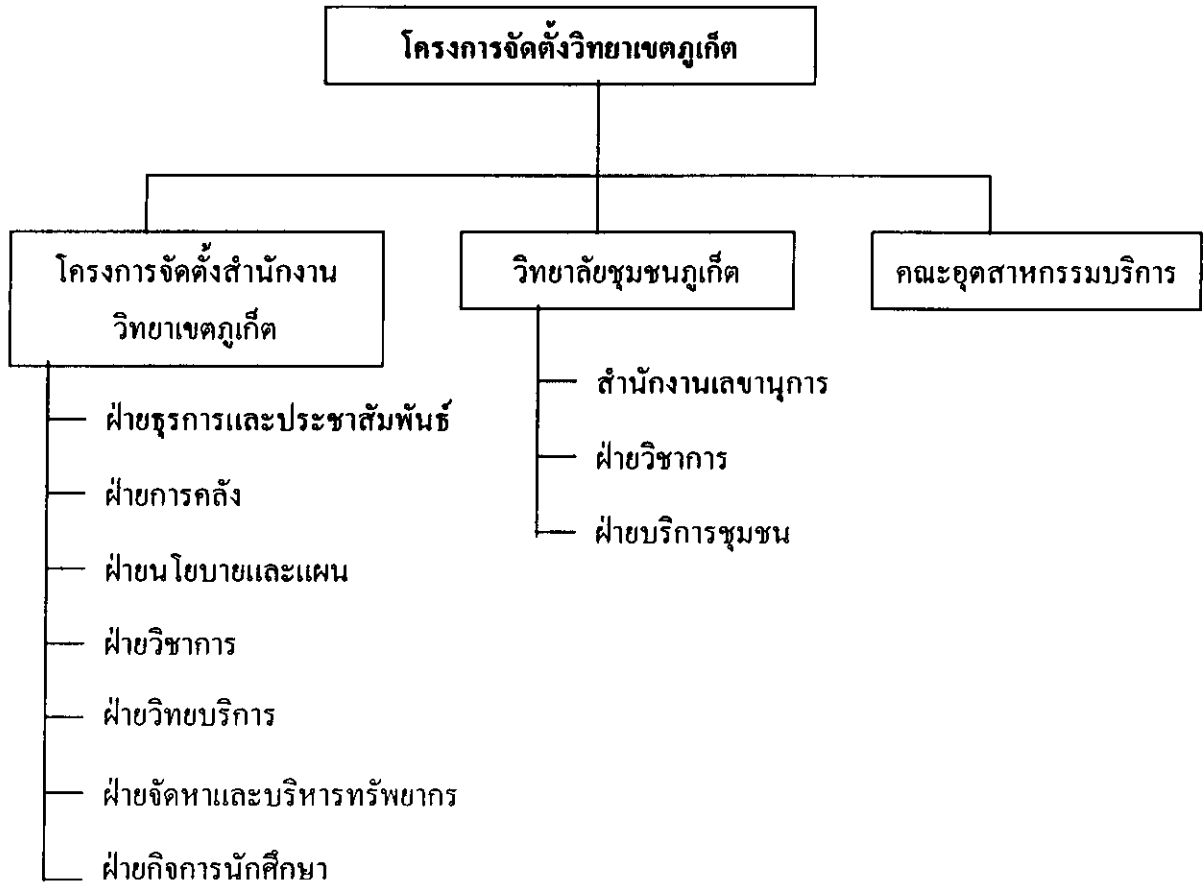 โครงการจัดตั้งวิทยาเขตภูเก็ต
โครงการจัดตั้งสำนักงาน
วิทยาเขตภูเก็ต
ฝ่ายธุรการและประชาสัมพันธ์
ฝ่ายการคลัง
ฝ่ายนโยบายและแผน
ฝ่ายวิชาการ
ฝ่ายวิทยบริการ
ฝ่ายจัดหาและบริหารทรัพยากร
ฝ่ายกิจการนักศึกษา
วิทยาลัยชุมชนภูเก็ต
สำนักงานเลขานุการ
ฝ่ายวิชาการ
ฝ่ายบริการชุมชน
คณะอุตสาหกรรมบริการ